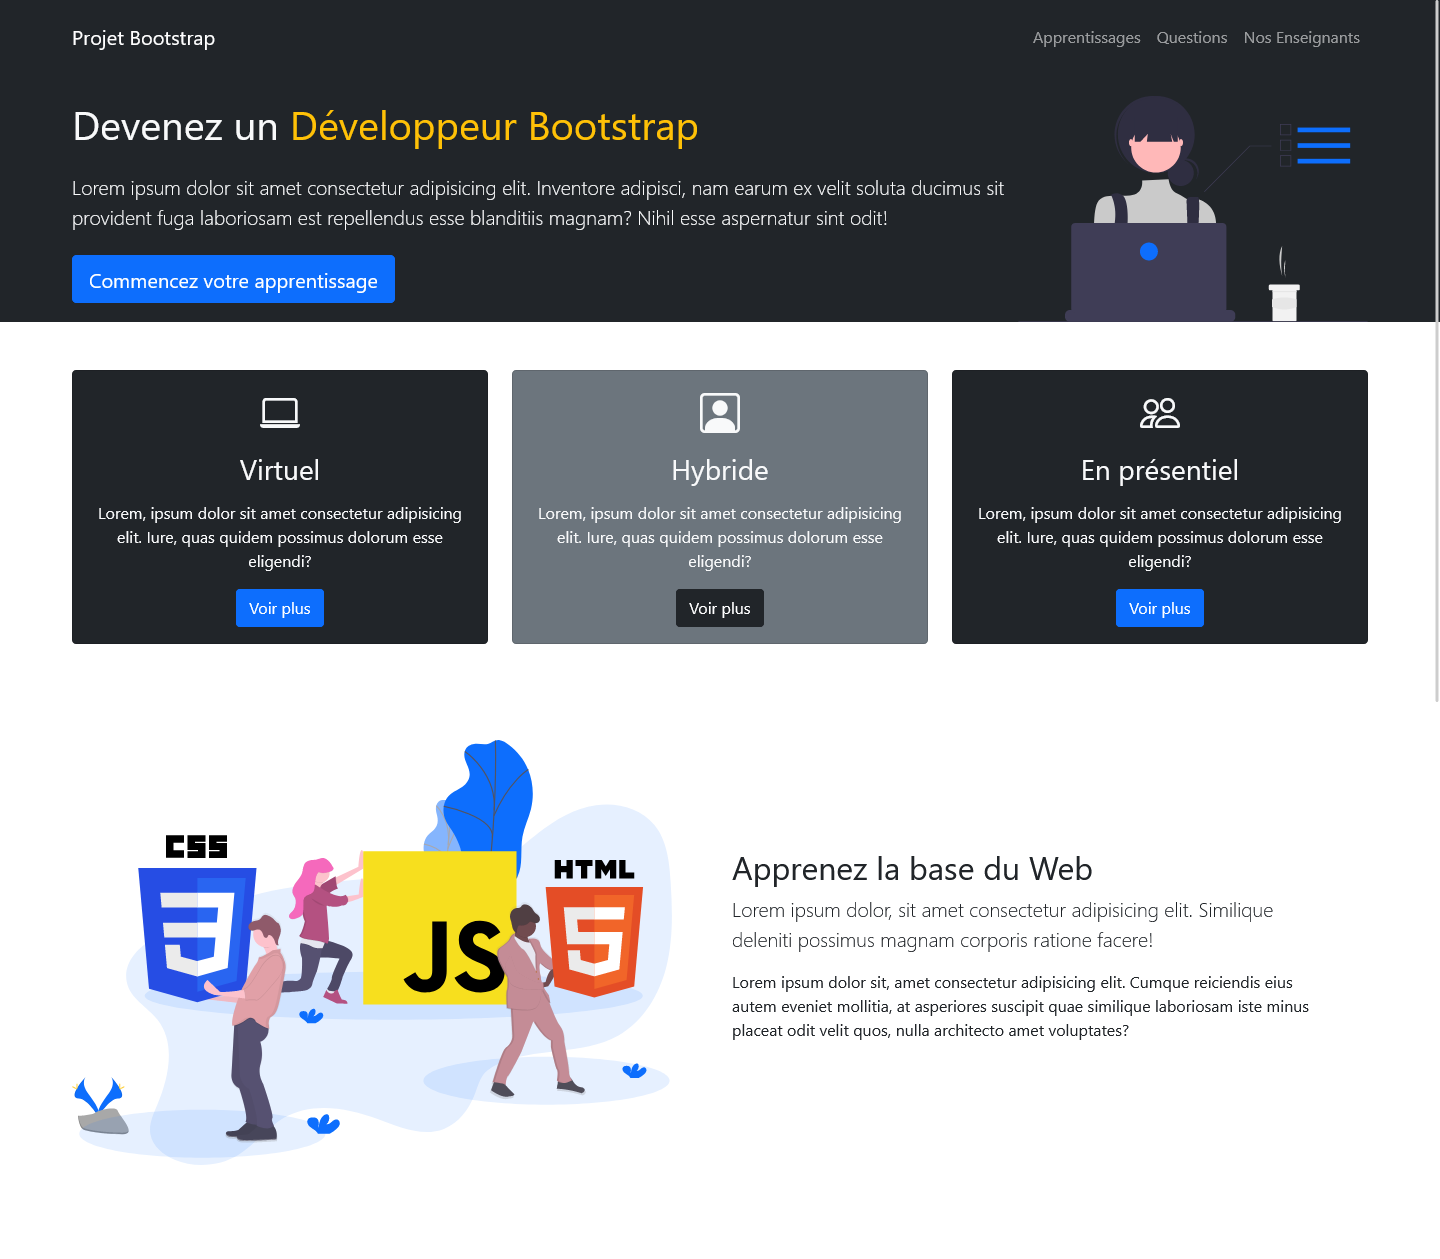 Projet Bootstrap
Apprentissages Questions Nos Enseignants
Devenez un Développeur Bootstrap
Lorem ipsum dolor sit amet consectetur adipisicing elit. Inventore adipisci, nam earum ex velit soluta ducimus sit
provident fuga laboriosam est repellendus esse blanditiis magnam? Nihil esse aspernatur sint odit!
Commencez votre apprentissage
Virtuel
Lorem, ipsum dolor sit amet consectetur adipisicing
elit. Iure, quas quidem possimus dolorum esse
eligendi?
Voir plus
Hybride
Lorem, ipsum dolor sit amet consectetur adipisicing
elit. Iure, quas quidem possimus dolorum esse
eligendi?
Voir plus
En présentiel
Lorem, ipsum dolor sit amet consectetur adipisicing
elit. Iure, quas quidem possimus dolorum esse
eligendi?
Voir plus
CSS
3
JS
HTML
5
Apprenez la base du Web
Lorem ipsum dolor, sit amet consectetur adipisicing elit. Similique
deleniti possimus magnam corporis ratione facere!
Lorem ipsum dolor sit, amet consectetur adipisicing elit. Cumque reiciendis eius
autem eveniet mollitia, at asperiores suscipit quae similique laboriosam iste minus
placeat odit velit quos, nulla architecto amet voluptates?